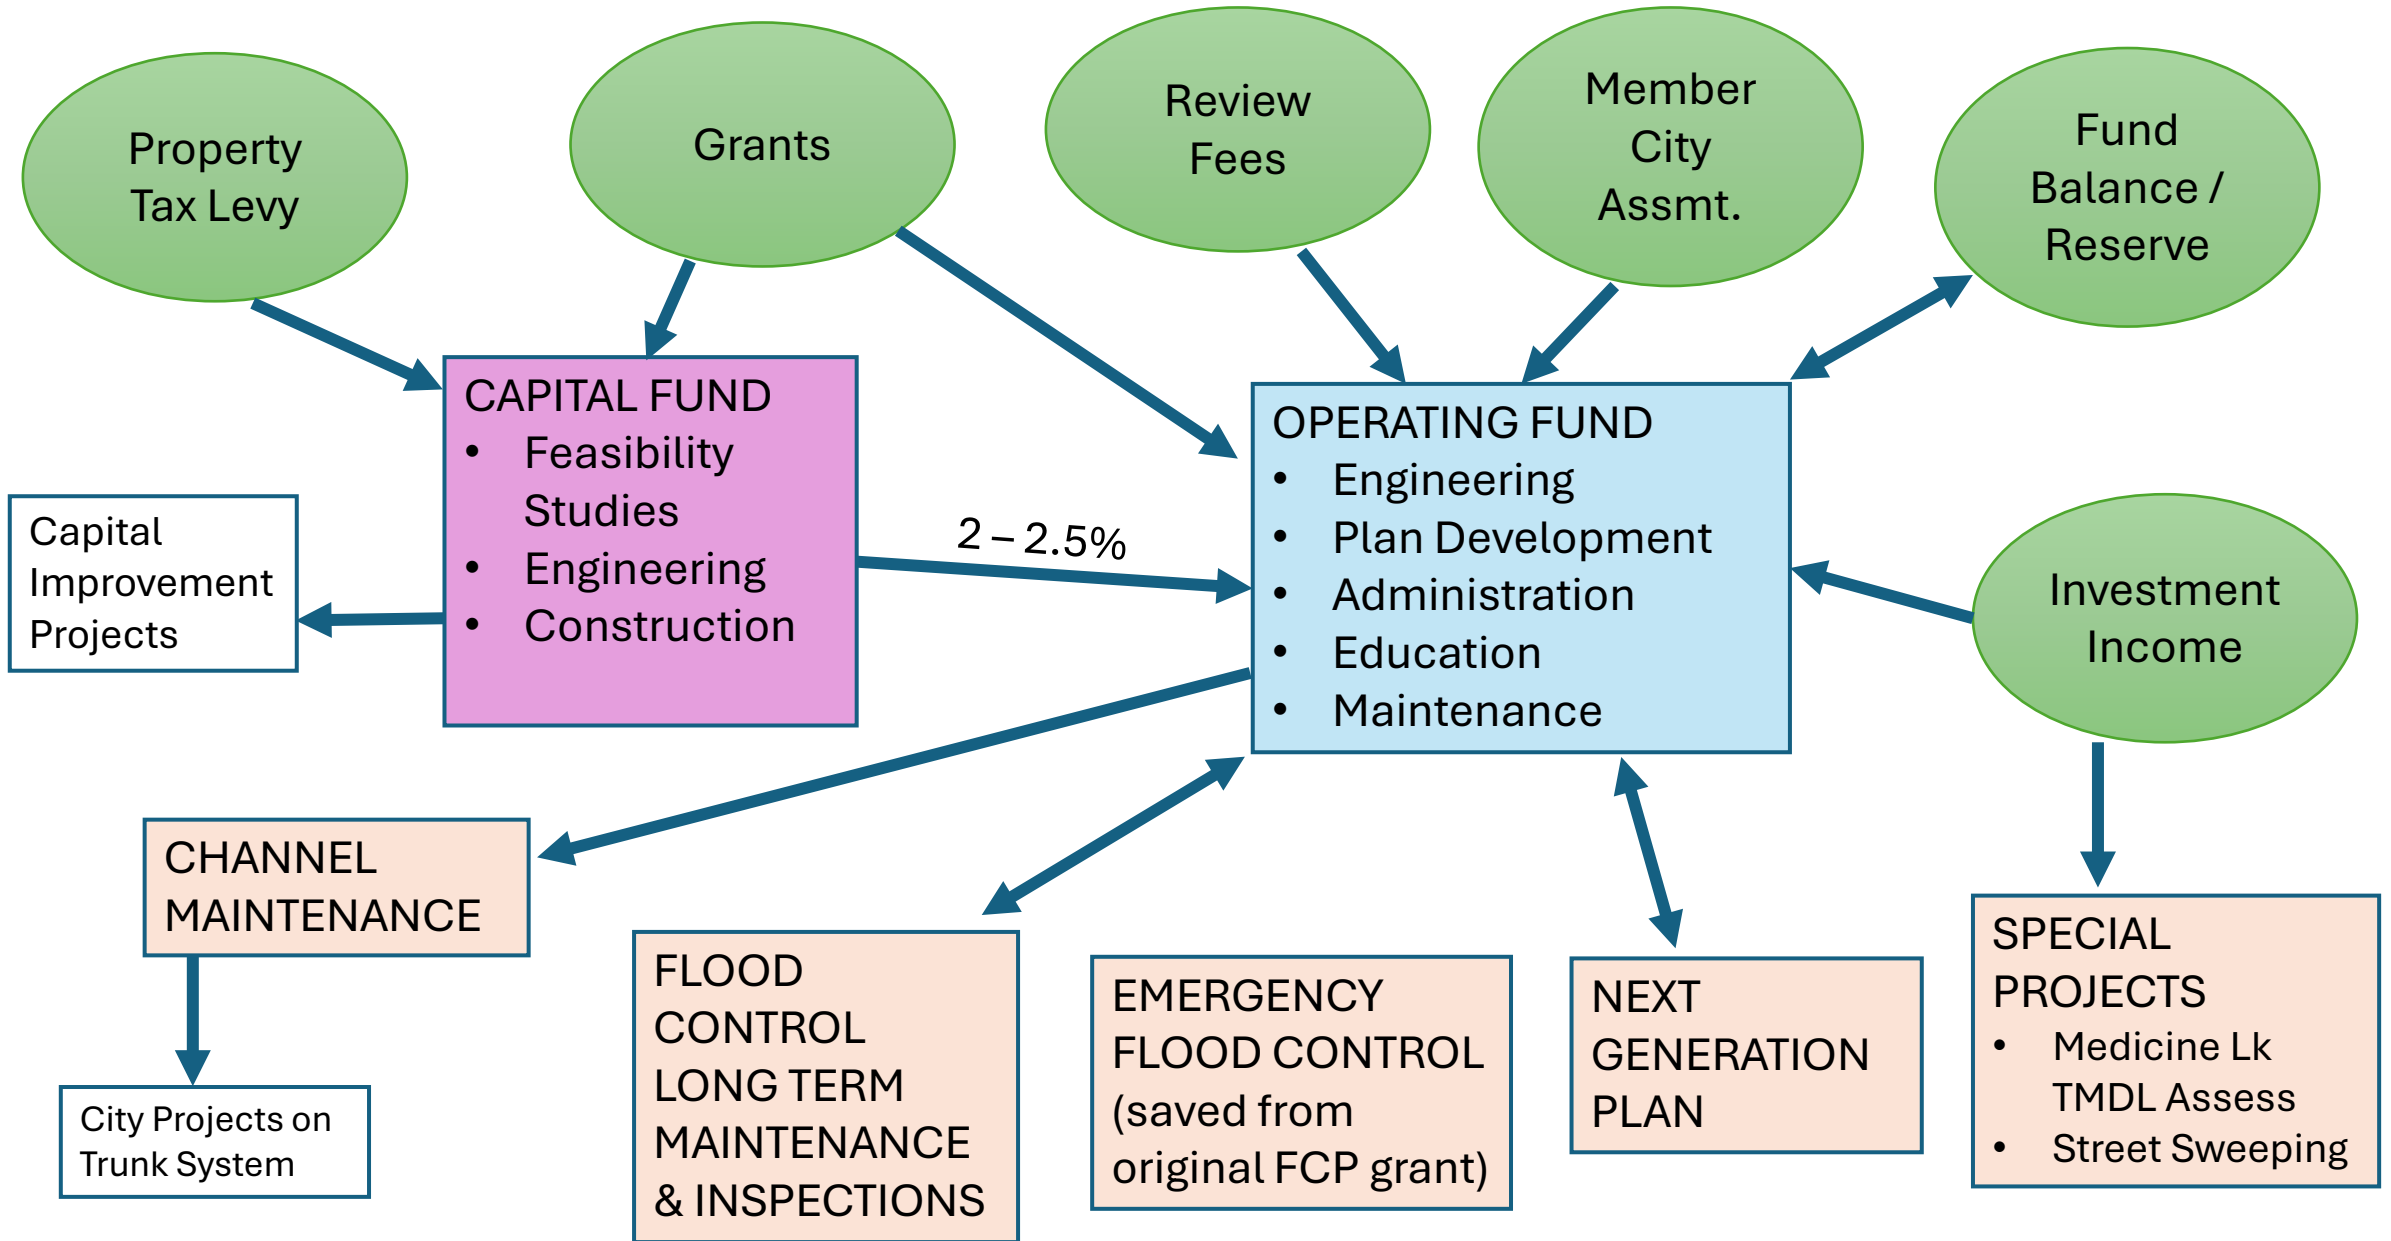 Property
Tax Levy
Grants
Review
Fees
Member
City
Assmt.
Fund
Balance /
Reserve
CAPITAL FUND
• Feasibility
Studies
• Engineering
• Construction
Capital
Improvement
Projects
2 – 2.5%
OPERATING FUND
• Engineering
• Plan Development
• Administration
• Education
• Maintenance
Investment
Income
CHANNEL
MAINTENANCE
City Projects on
Trunk System
FLOOD
CONTROL
LONG TERM
MAINTENANCE
& INSPECTIONS
EMERGENCY
FLOOD CONTROL
(saved from
original FCP grant)
NEXT
GENERATION
PLAN
SPECIAL
PROJECTS
• Medicine Lk
TMDL Assess
• Street Sweeping